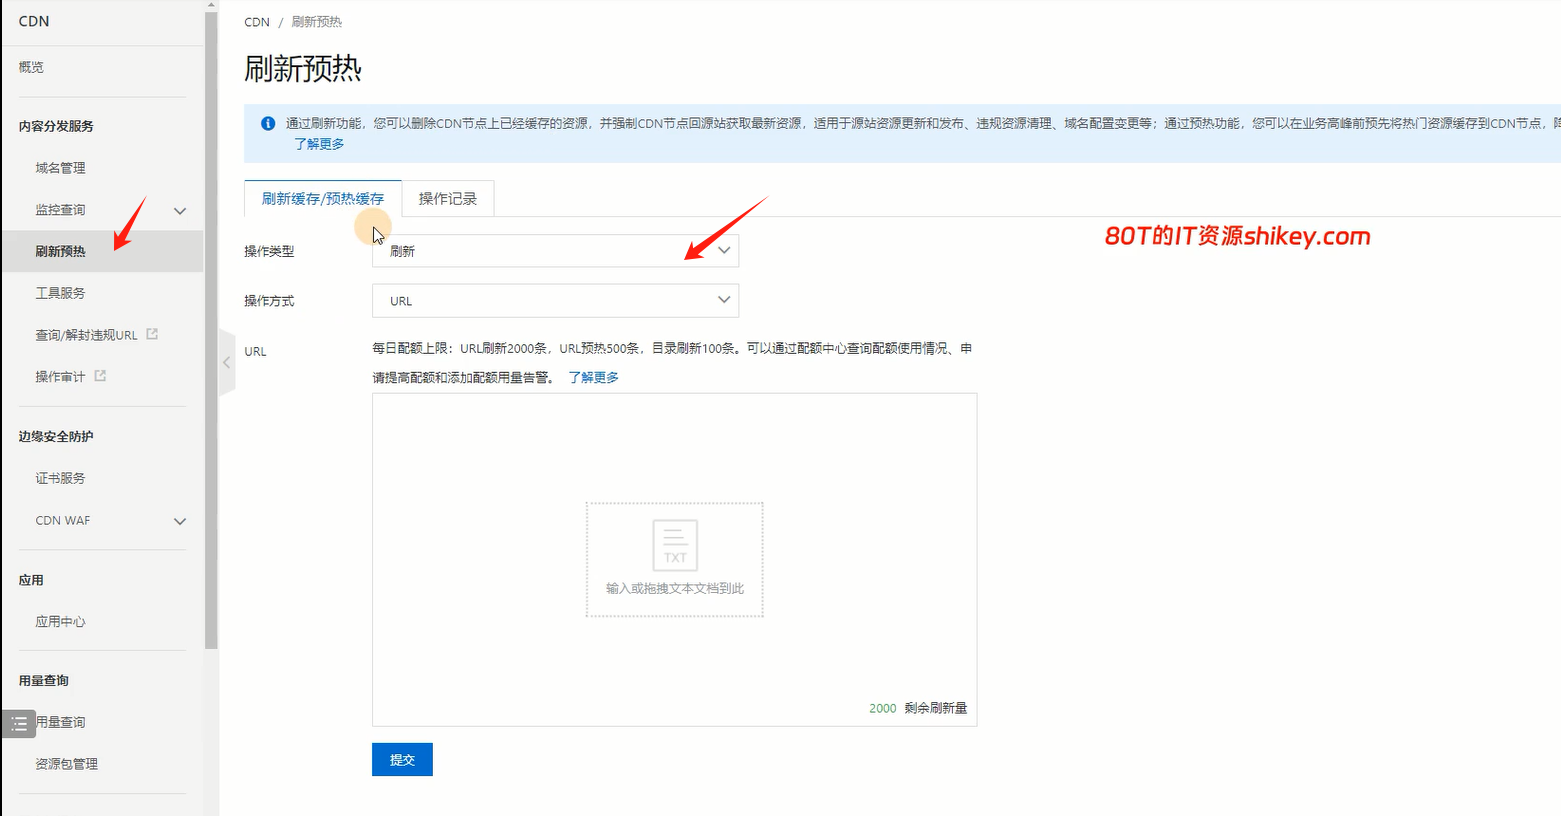 CDN
概览
内容分发服务
域名管理
监控查询
刷新预热
工具服务
查询/解封违规URL
操作审计
边缘安全防护
证书服务
CDN WAF
应用
应用中心
用量查询
用量查询
资源包管理
CDN / 刷新预热
刷新预热
通过刷新功能，您可以删除CDN节点上已经缓存的资源，并强制CDN节点回源站获取最新资源，适用于源站资源更新和发布、违规资源清理、域名配置变更等；通过预热功能，您可以在业务高峰前预先将热门资源缓存到CDN节点，
了解更多
刷新缓存/预热缓存 操作记录
80T的IT资源shikey.com
操作类型 刷新
操作方式 URL
URL 每日配额上限：URL刷新2000条，URL预热500条，目录刷新100条。可以通过配额中心查询配额使用情况、申
请提高配额和添加配额用量告警。 了解更多
TXT
输入或拖拽文本文档到此
2000 剩余刷新量
提交